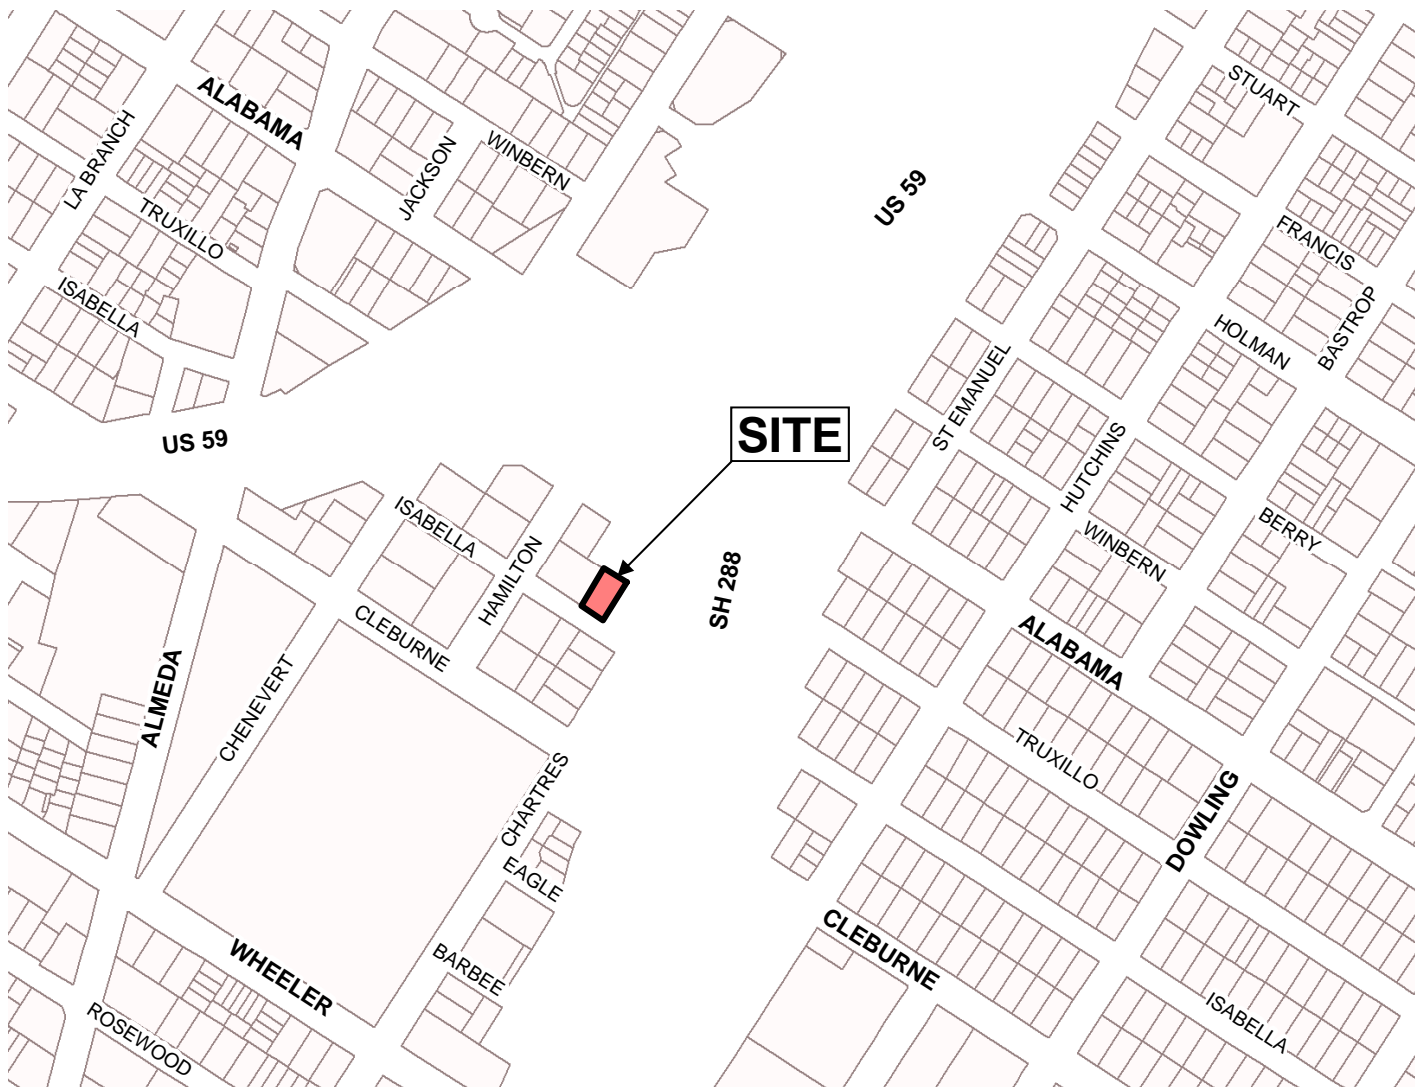 STUART
ALABAMA
LA BRANCH
JACKSON
WINBERN
US 59
TRUXILLO
FRANCIS
ISABELLA
BASTROP
HOLMAN
ST EMANUEL
SITE
US 59
HUTCHINS
ISABELLA
BERRY
HAMILTON
WINBERN
SH 288
CLEBURNE
ALABAMA
ALMEDA
CHENEVERT
TRUXILLO
CHARTRES
DOWLING
EAGLE
CLEBURNE
WHEELER
BARBEE
ISABELLA
ROSEWOOD